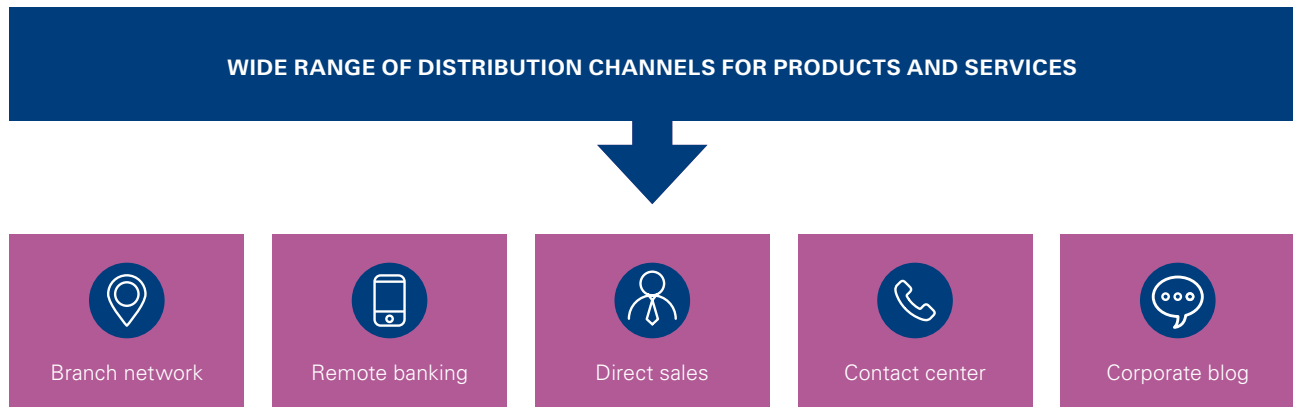 WIDE RANGE OF DISTRIBUTION CHANNELS FOR PRODUCTS AND SERVICES
Branch network
Remote banking
Direct sales
Contact center
Corporate blog